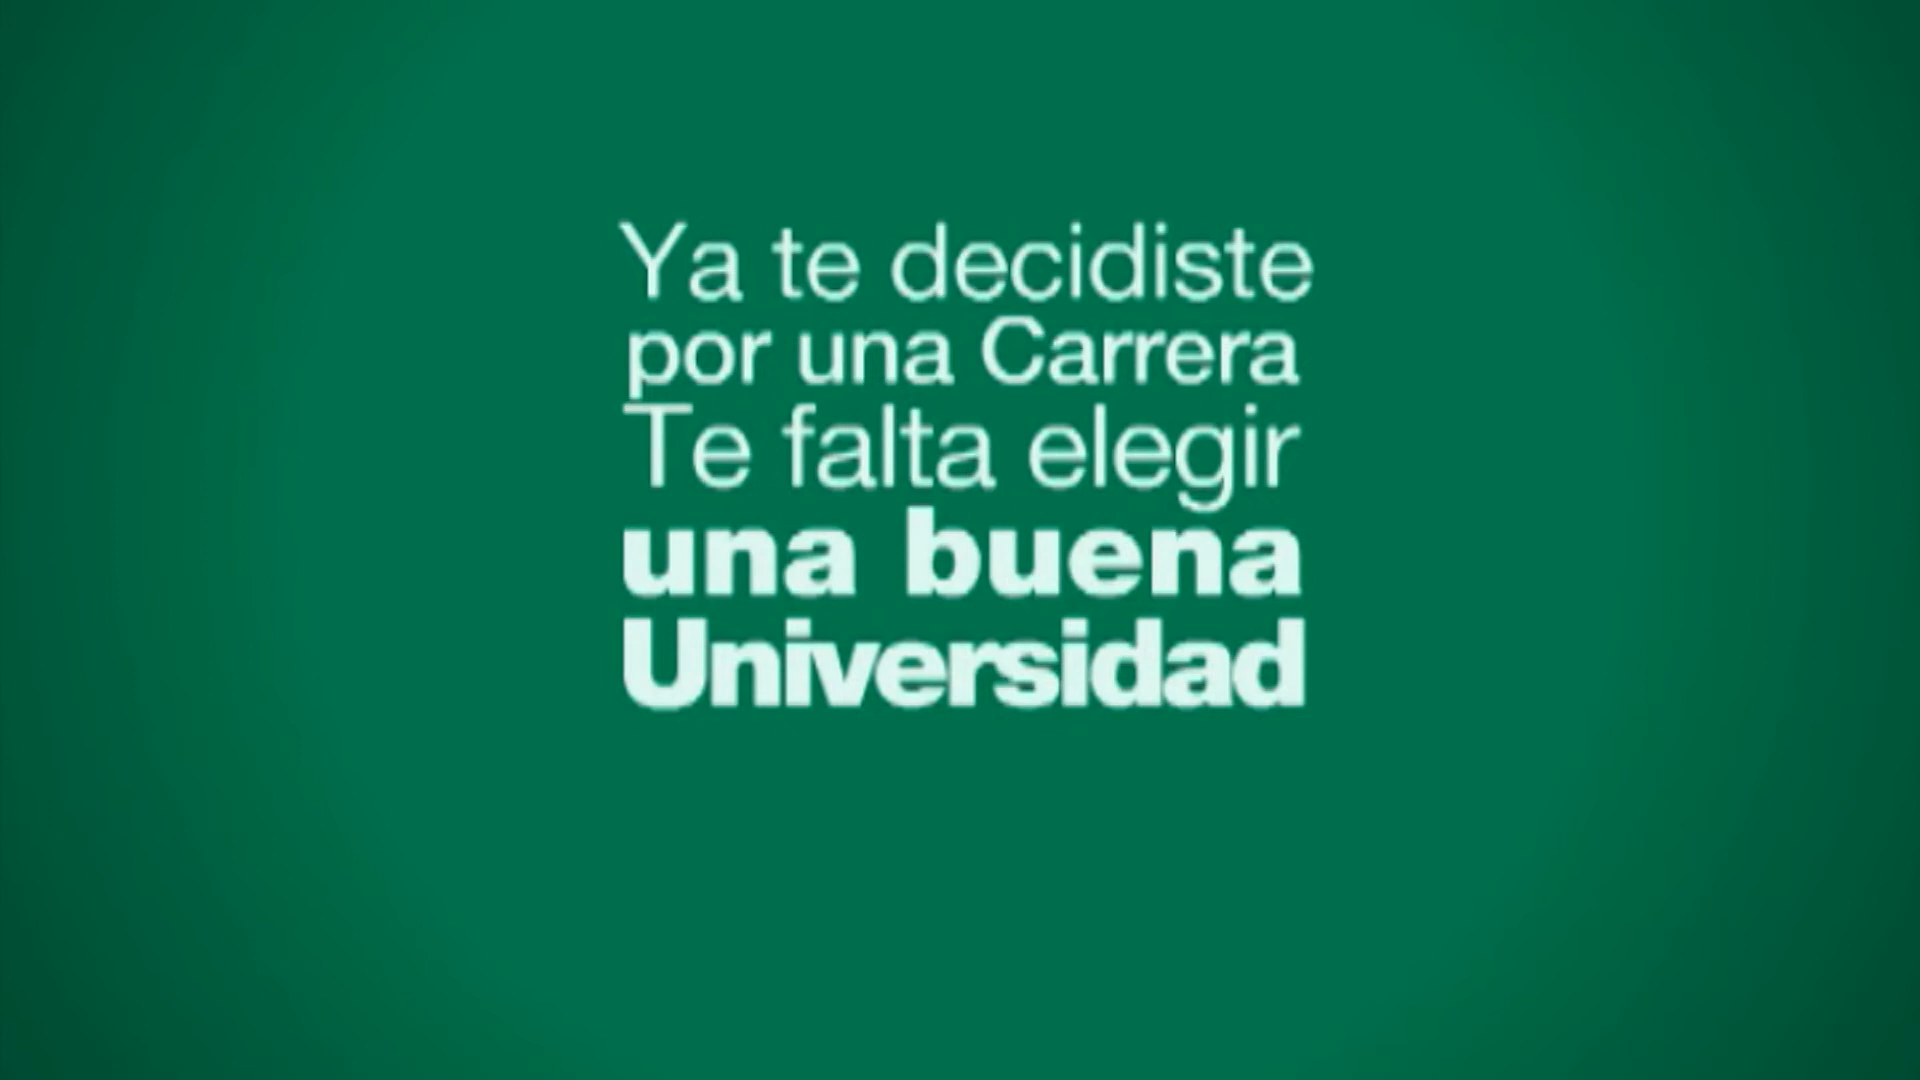 Ya te decidiste
por una Carrera
Te falta elegir
una buena
Universidad